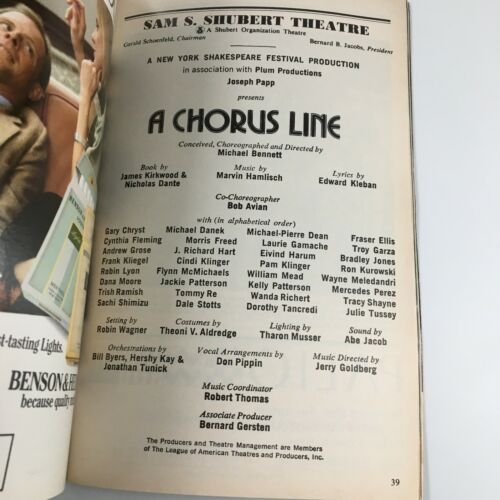 SAM S. SHUBERT THEATRE
A Shubert Organization Theatre
Gerald Schoenfeld, Chairman Bernard B. Jacobs, President
A NEW YORK SHAKESPEARE FESTIVAL PRODUCTION
in association with Plum Productions
Joseph Papp
presents
A CHORUS LINE
Conceived, Choreographed and Directed by
Michael Bennett
Book by Music by Lyrics by
James Kirkwood & Marvin Hamlisch Edward Kleban
Nicholas Dante
Co-Choreographer
Bob Avian
with (in alphabetical order)
Gary Chryst Michael Danek Michael-Pierre Dean Fraser Ellis
Cynthia Fleming Morris Freed Laurie Gamache Troy Garza
Andrew Grose J. Richard Hart Eivind Harum Bradley Jones
Frank Kliegel Cindi Klinger Pam Klinger Ron Kurowski
Robin Lyon Flynn McMichaels William Mead Wayne Meledandri
Dana Moore Jackie Patterson Kelly Patterson Mercedes Perez
Trish Ramish Tommy Re Wanda Richert Tracy Shayne
Sachi Shimizu Dale Stotts Dorothy Tancredi Julie Tussey
Setting by Costumes by Lighting by Sound by
Robin Wagner Theoni V. Aldredge Tharon Musser Abe Jacob
Orchestrations by Vocal Arrangements by Music Directed by
Bill Byers, Hershy Kay & Don Pippin Jerry Goldberg
Jonathan Tunick
Music Coordinator
Robert Thomas
Associate Producer
Bernard Gersten
The Producers and Theatre Management are Members
of The League of American Theatres and Producers, Inc.
39
st-tasting Lights.
BENSON &
because quality